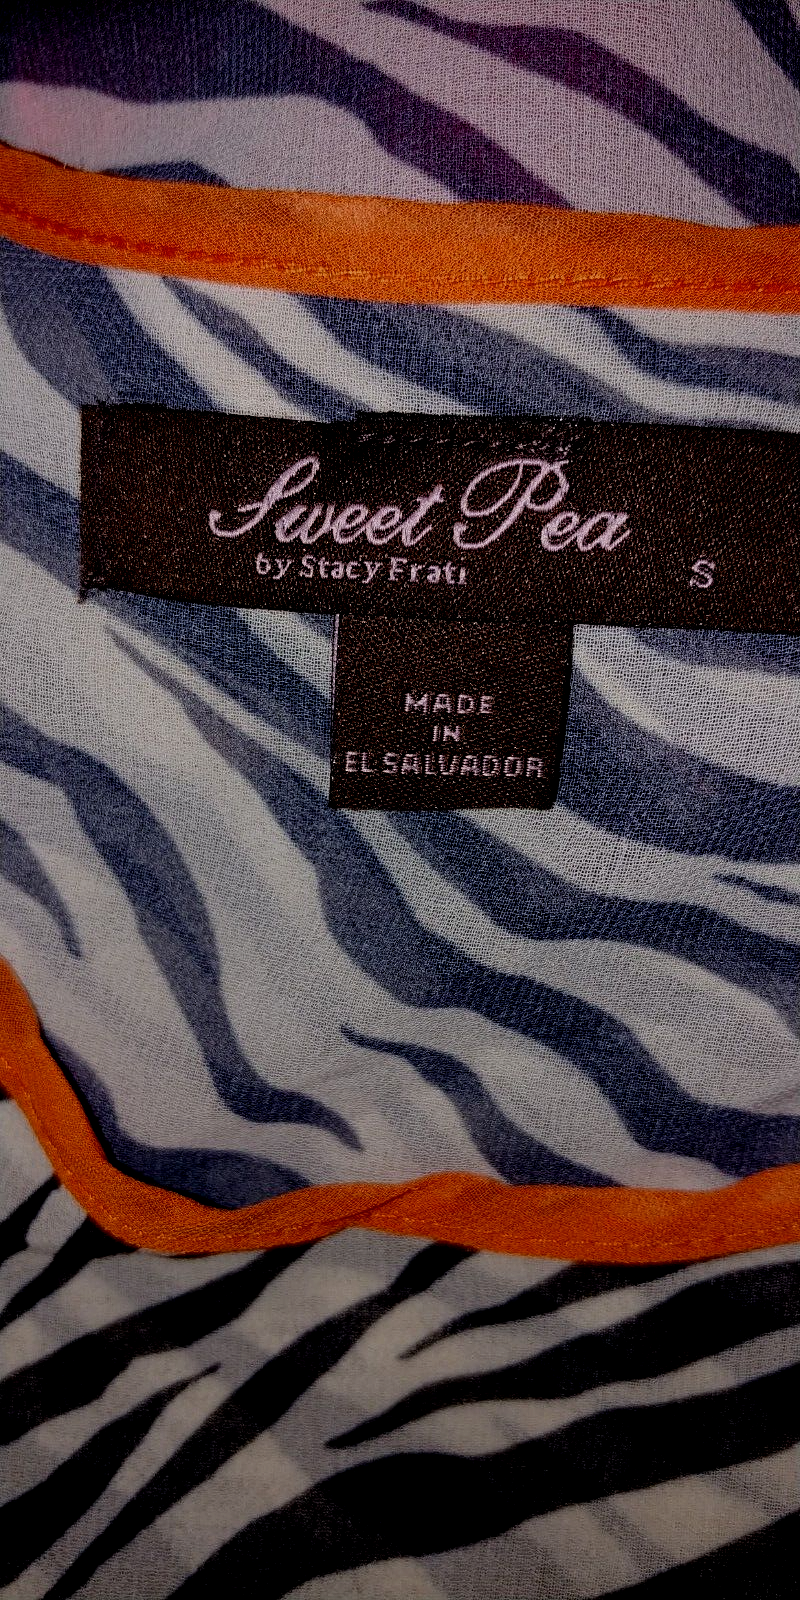 Sweet Pea
by Stacy Frati
S
MADE
IN
EL SALVADOR